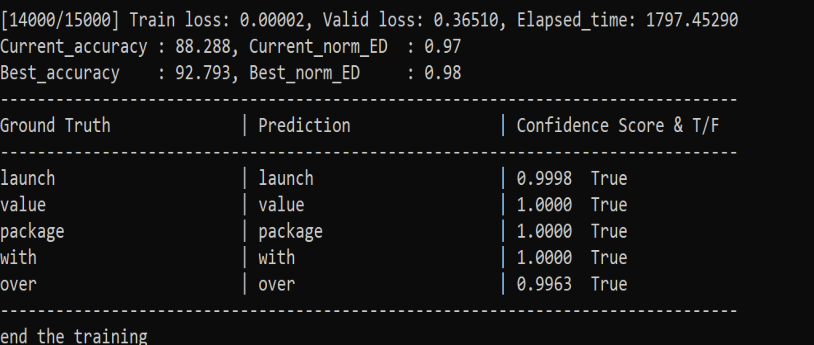 [14000/15000] Train loss: 0.00002, Valid loss: 0.36510, Elapsed_time: 1797.45290
Current_accuracy : 88.288, Current_norm_ED  : 0.97
Best_accuracy    : 92.793, Best_norm_ED     : 0.98
--------------------------------------------------------------------------------
Ground Truth              | Prediction                | Confidence Score & T/F
--------------------------------------------------------------------------------
launch                    | launch                    | 0.9998  True
value                     | value                     | 1.0000  True
package                   | package                   | 1.0000  True
with                      | with                      | 1.0000  True
over                      | over                      | 0.9963  True
--------------------------------------------------------------------------------
end the training